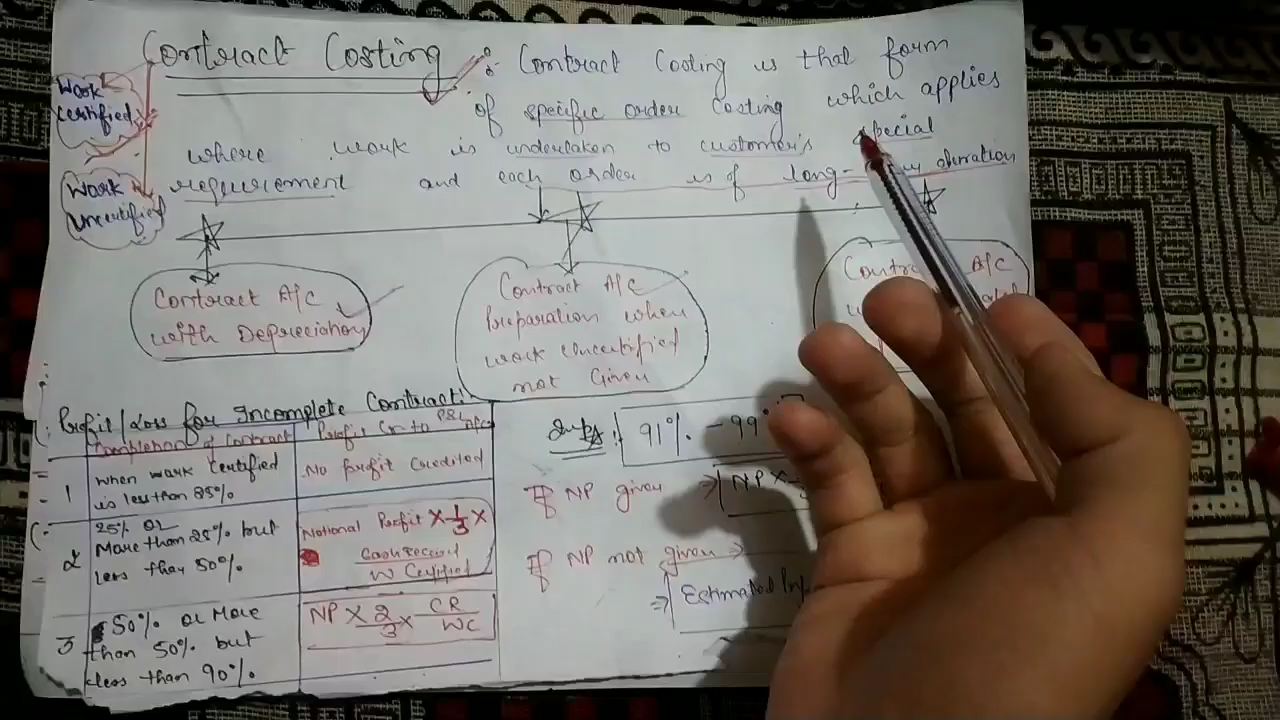 Contract Costing :
Contract Costing is that form
of specific order costing which applies
where work is undertaken to customer's special
requirement and each order is of long-
Work
Certified
Work
Uncertified
Contract A/C
with Depreciation
Contract A/C
Preparation when
work Uncertified
not Given
A/C
Profit/Loss for Incomplete Contract:
Completion of Contract
Profit Cr. to P&L A/C
1
when work Certified
is less than 25%
No profit Credited
2
25% or
More than 25% but
less than 50%
Notional Profit X 1/3 X
Cash received
W Certified
3
50% or More
than 50% but
less than 90%
NP X 2/3 X CR/WC
91% - 99%
If NP given ⇒ NP X
If NP not given ⇒
⇒ Estimated